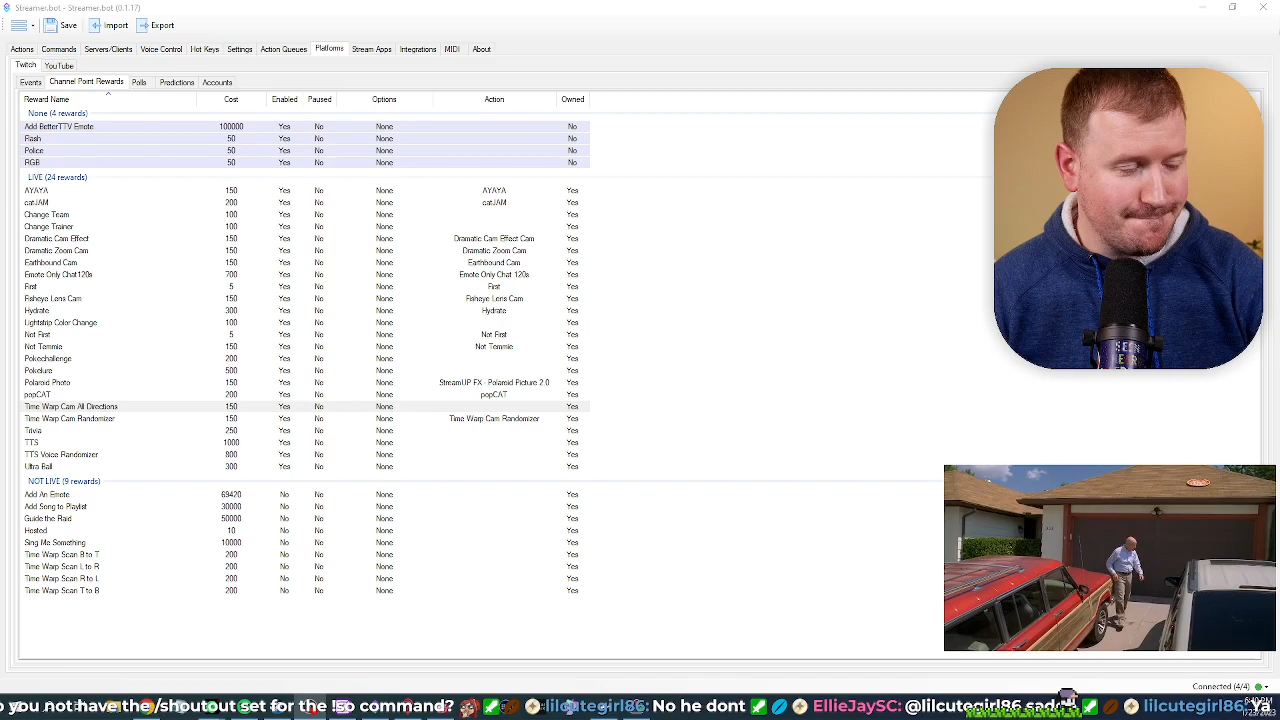 Streamer.bot - Streamer.bot (0.1.17)
Save Import Export
Actions Commands Servers/Clients Voice Control Hot Keys Settings Action Queues Platforms Stream Apps Integrations MIDI About
Twitch YouTube
Events Channel Point Rewards Polls Predictions Accounts
Reward Name Cost Enabled Paused Options Action Owned
None (4 rewards)
Add BetterTTV Emote 100000 Yes No None No
Flash 50 Yes No None No
Police 50 Yes No None No
RGB 50 Yes No None No
LIVE (24 rewards)
AYAYA 150 Yes No None AYAYA Yes
catJAM 200 Yes No None catJAM Yes
Change Team 100 Yes No None Yes
Change Trainer 100 Yes No None Yes
Dramatic Cam Effect 150 Yes No None Dramatic Cam Effect Cam Yes
Dramatic Zoom Cam 150 Yes No None Dramatic Zoom Cam Yes
Earthbound Cam 150 Yes No None Earthbound Cam Yes
Emote Only Chat120s 700 Yes No None Emote Only Chat 120s Yes
First 5 Yes No None First Yes
Fisheye Lens Cam 150 Yes No None Fisheye Lens Cam Yes
Hydrate 300 Yes No None Hydrate Yes
Lightstrip Color Change 100 Yes No None Yes
Not First 5 Yes No None Not First Yes
Not Temmie 150 Yes No None Not Temmie Yes
Pokechallenge 200 Yes No None Yes
Pokelure 500 Yes No None Yes
Polaroid Photo 150 Yes No None StreamUP FX - Polaroid Picture 2.0 Yes
popCAT 200 Yes No None popCAT Yes
Time Warp Cam All Directions 150 Yes No None Yes
Time Warp Cam Randomizer 150 Yes No None Time Warp Cam Randomizer Yes
Trivia 250 Yes No None Yes
TTS 1000 Yes No None Yes
TTS Voice Randomizer 800 Yes No None Yes
Ultra Ball 300 Yes No None Yes
NOT LIVE (9 rewards)
Add An Emote 69420 No No None Yes
Add Song to Playlist 30000 No No None Yes
Guide the Raid 50000 No No None Yes
Hosted 10 No No None Yes
Sing Me Something 10000 No No None Yes
Time Warp Scan B to T 200 No No None Yes
Time Warp Scan L to R 200 No No None Yes
Time Warp Scan R to L 200 No No None Yes
Time Warp Scan T to B 200 No No None Yes
Connected (4/4)
o you not have the /shoutout set for the !so command? lilcutegirl86: No he dont EllieJaySC: @lilcutegirl86 sadge lilcutegirl86:
6:40 PM